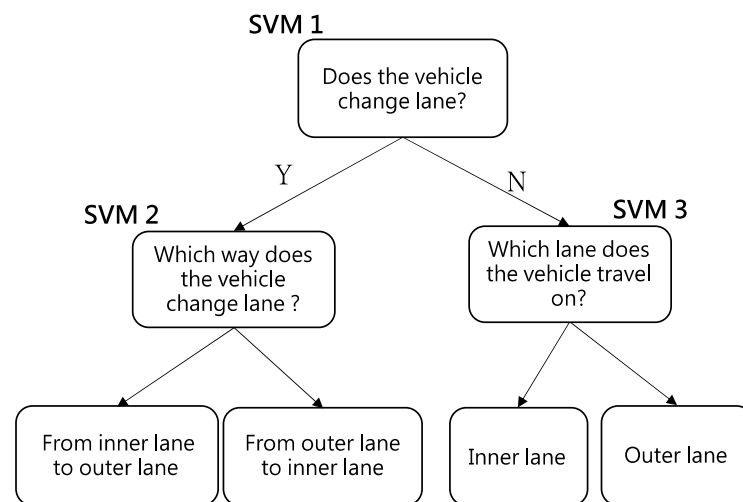 SVM 1
Does the vehicle
change lane?
Y
N
SVM 2
SVM 3
Which way does
the vehicle
change lane ?
Which lane does
the vehicle travel
on?
From inner lane
to outer lane
From outer lane
to inner lane
Inner lane
Outer lane